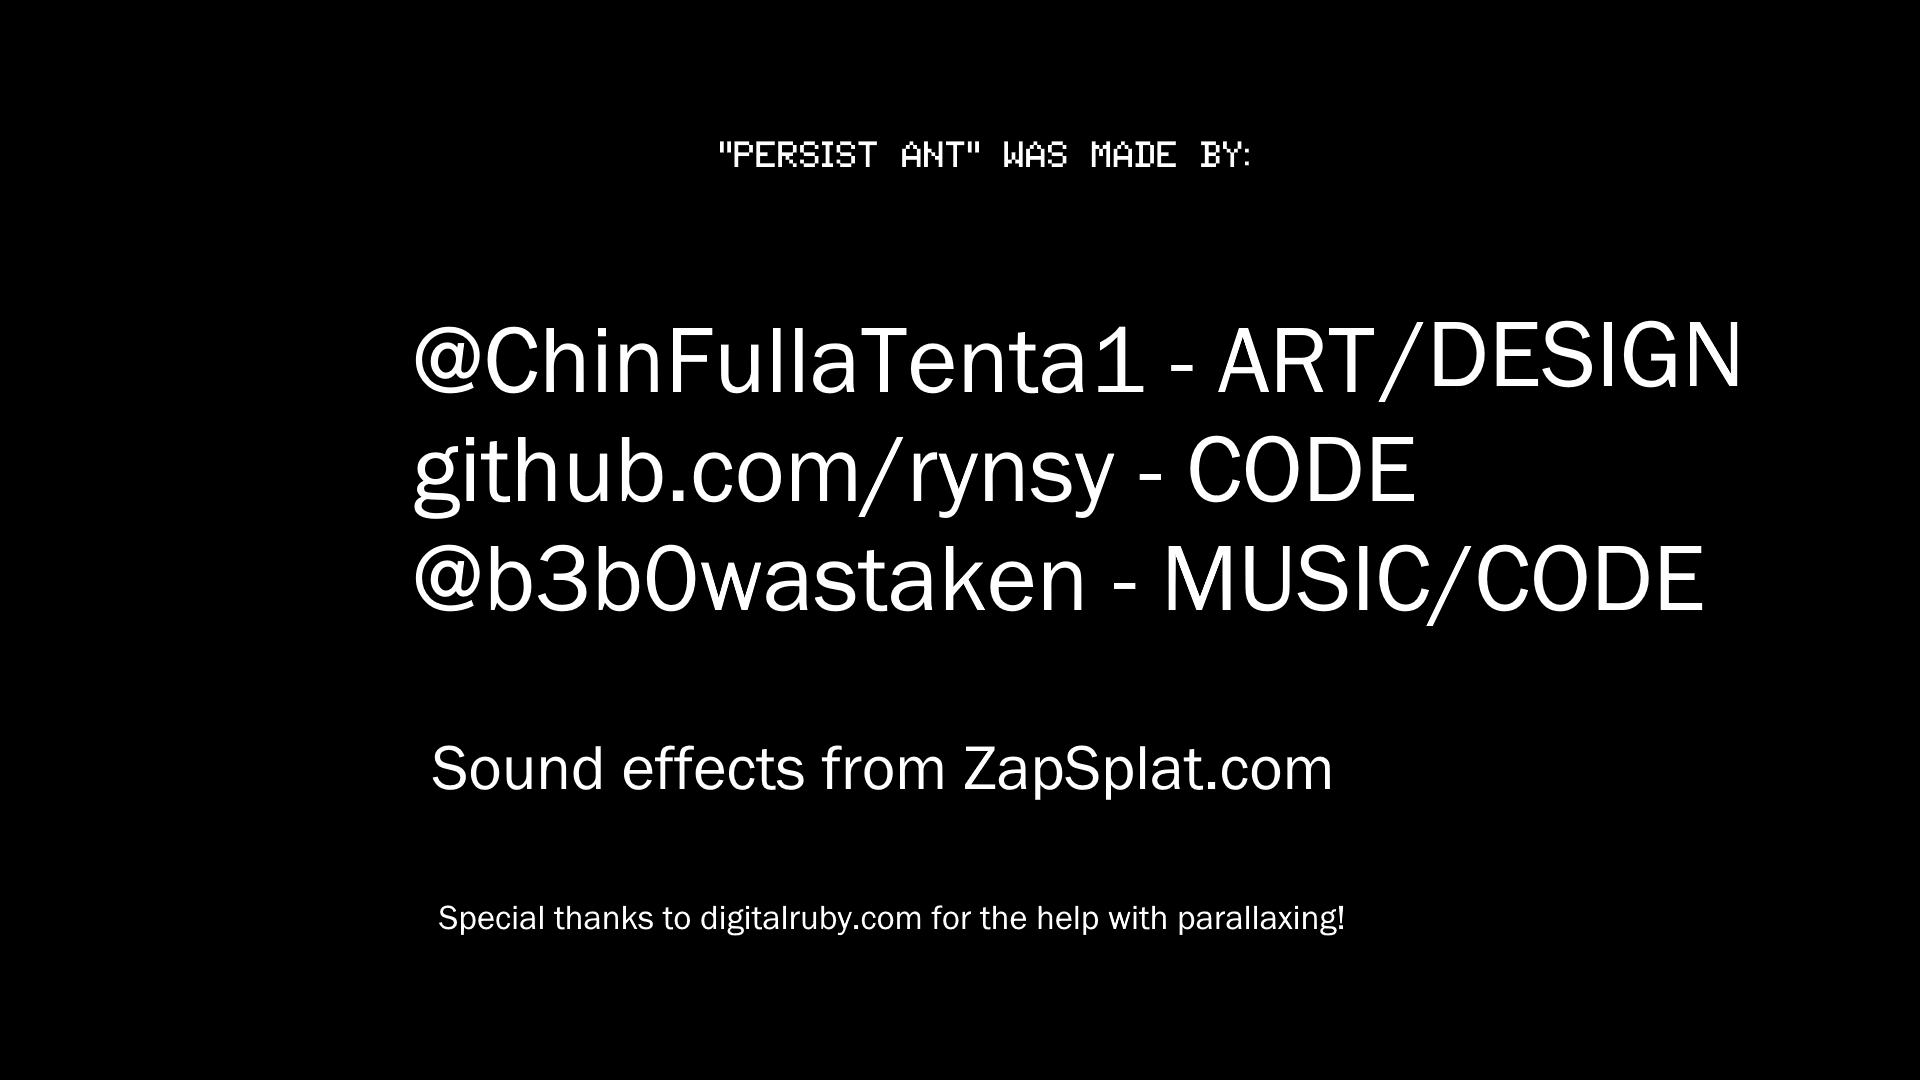 "PERSIST ANT" WAS MADE BY:
@ChinFullaTenta1 - ART/DESIGN
github.com/rynsy - CODE
@b3b0wastaken - MUSIC/CODE
Sound effects from ZapSplat.com
Special thanks to digitalruby.com for the help with parallaxing!